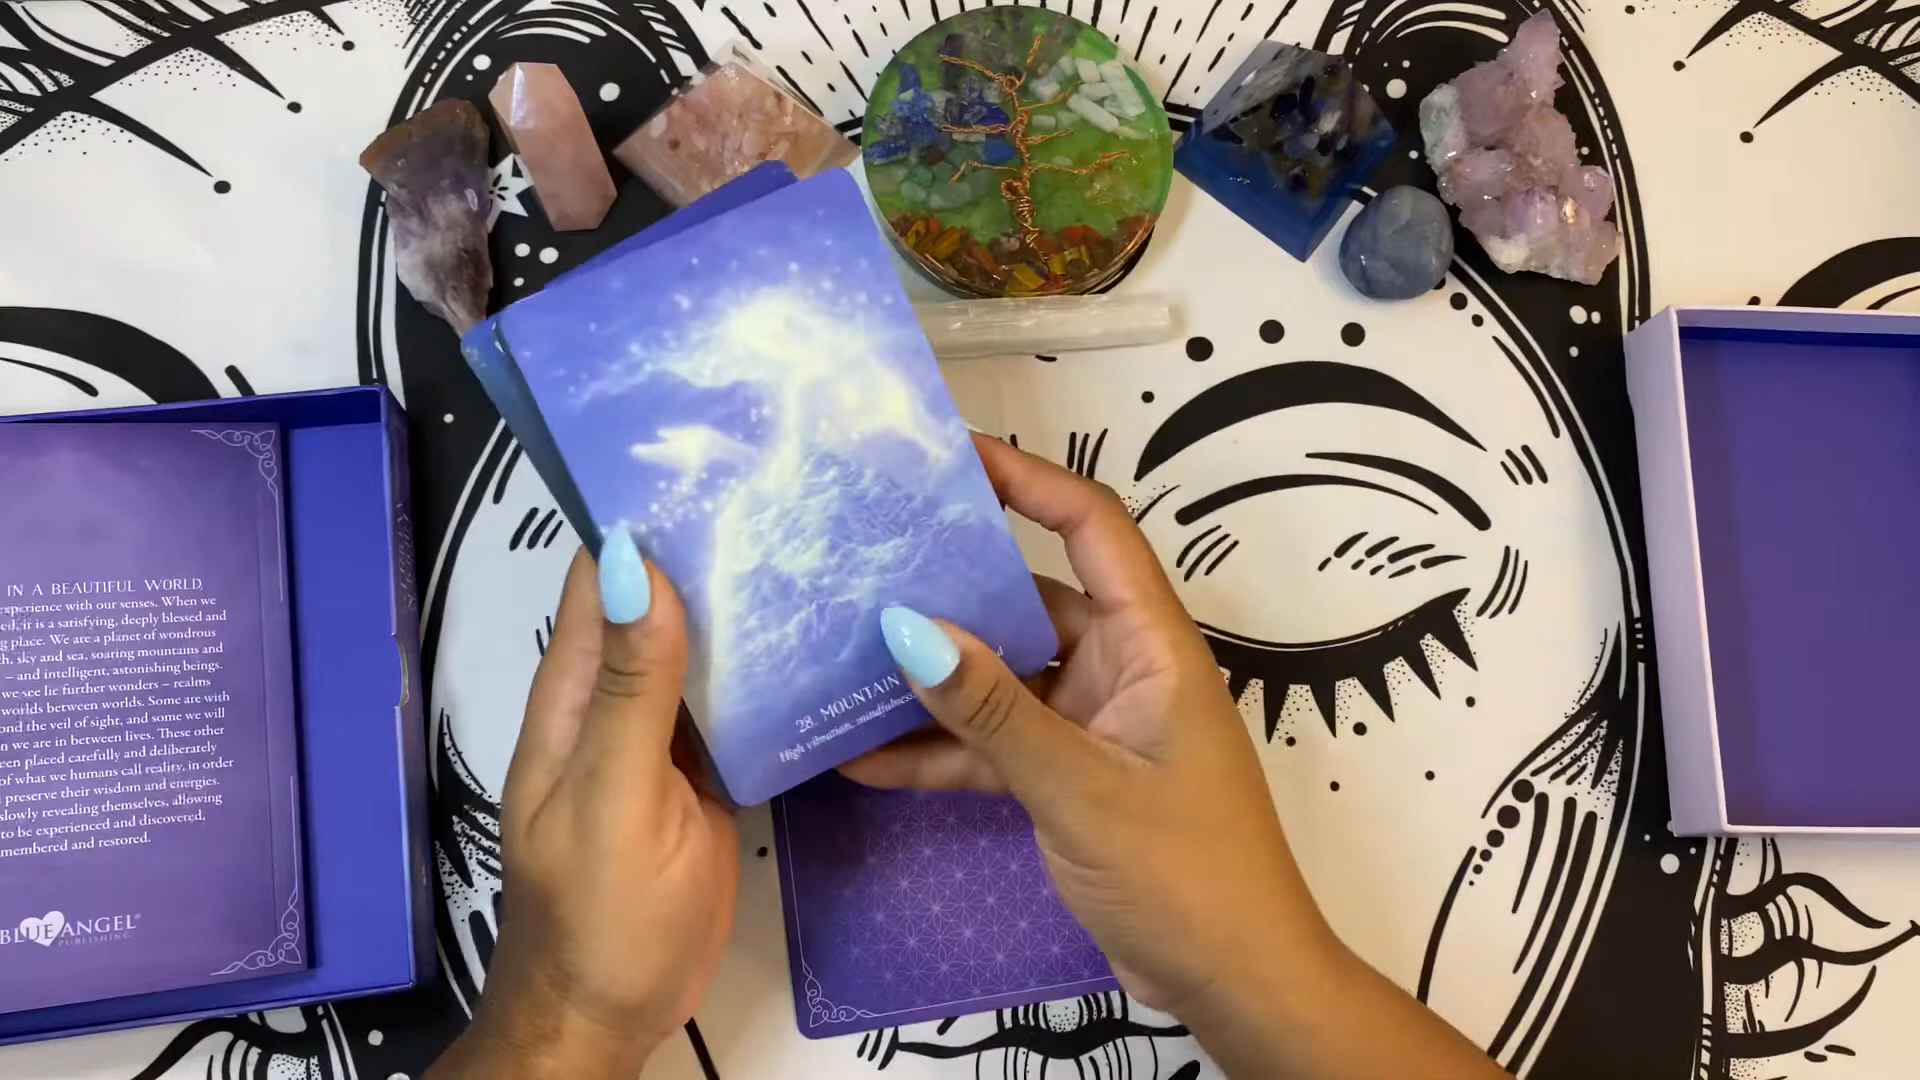 IN A BEAUTIFUL WORLD,
experience with our senses. When we
it is a satisfying, deeply blessed and
place. We are a planet of wondrous
sky and sea, soaring mountains and
– and intelligent, astonishing beings.
we see lie further wonders – realms
worlds between worlds. Some are with
the veil of sight, and some we will
we are in between lives. These other
placed carefully and deliberately
of what we humans call reality, in order
preserve their wisdom and energies.
slowly revealing themselves, allowing
to be experienced and discovered,
and restored.
BLUE ANGEL®
PUBLISHING
28. MOUNTAIN
High vibration, mindfulness